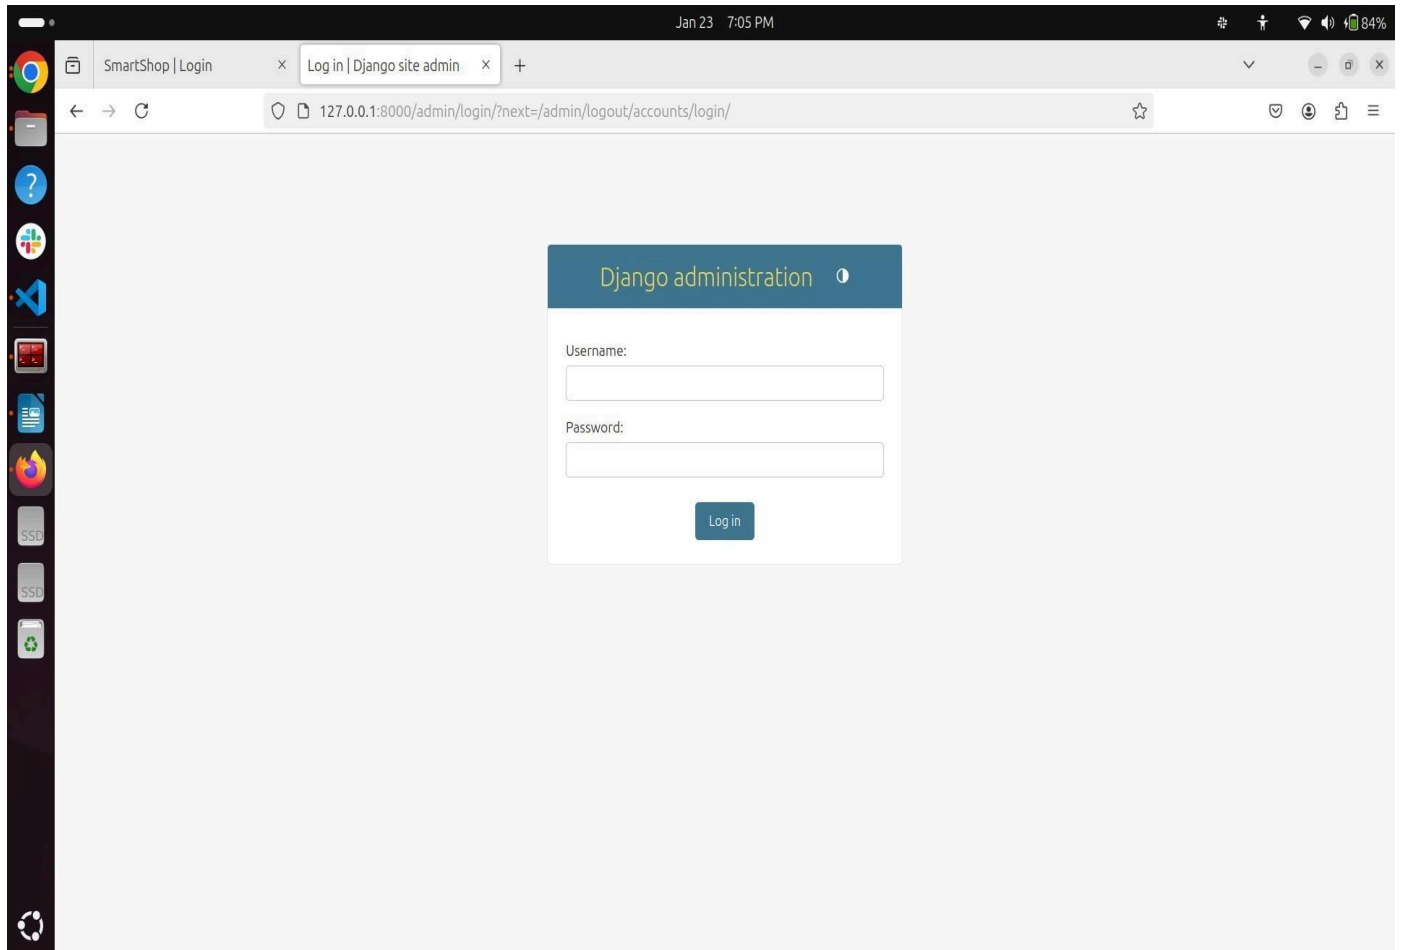 Jan 23 7:05 PM
84%
SmartShop | Login
Log in | Django site admin
127.0.0.1:8000/admin/login/?next=/admin/logout/accounts/login/
Django administration
Username:
Password:
Log in
SSD
SSD